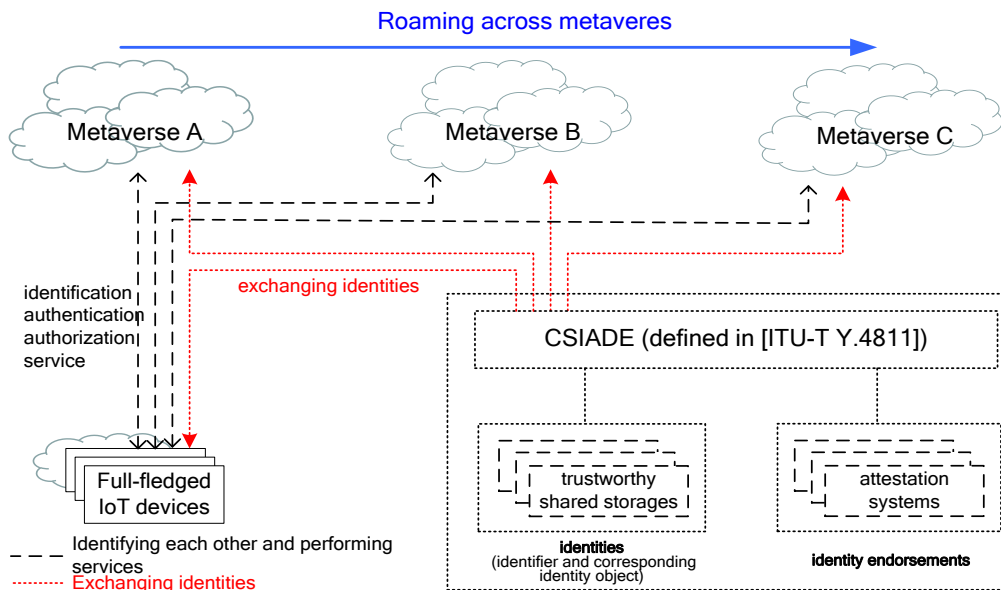 Roaming across metaveres
Metaverse A
Metaverse B
Metaverse C
exchanging identities
identification
authentication
authorization
service
CSIADE (defined in [ITU-T Y.4811])
Full-fledged
IoT devices
trustworthy
shared storages
attestation
systems
identities
(identifier and corresponding
identity object)
identity endorsements
Identifying each other and performing
services
Exchanging identities